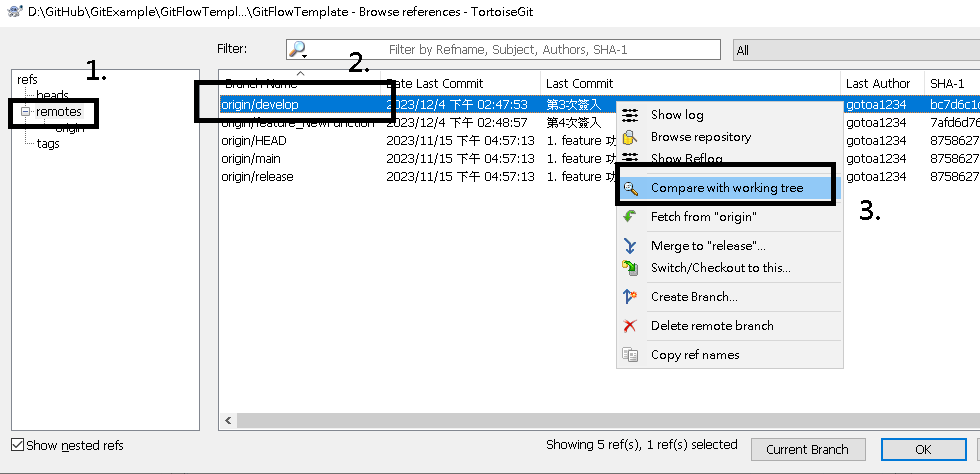 D:\GitHub\GitExample\GitFlowTempl...\GitFlowTemplate - Browse references - TortoiseGit
Filter:
Filter by Refname, Subject, Authors, SHA-1
All
1.
2.
refs
heads
remotes
origin
tags
Branch Name Date Last Commit Last Commit Last Author SHA-1
origin/develop 2023/12/4 下午 02:47:53 第3次簽入 gotoa1234 bc7d6c1
origin/feature_NewFunction 2023/12/4 下午 02:48:57 第4次簽入 gotoa1234 7afd6d76
origin/HEAD 2023/11/15 下午 04:57:13 1. feature 功 gotoa1234 8758627
origin/main 2023/11/15 下午 04:57:13 1. feature 功 gotoa1234 8758627
origin/release 2023/11/15 下午 04:57:13 1. feature gotoa1234 8758627
Show log
Browse repository
Show Reflog
Compare with working tree
3.
Fetch from "origin"
Merge to "release"...
Switch/Checkout to this...
Create Branch...
Delete remote branch
Copy ref names
Show nested refs
Showing 5 ref(s), 1 ref(s) selected
Current Branch
OK